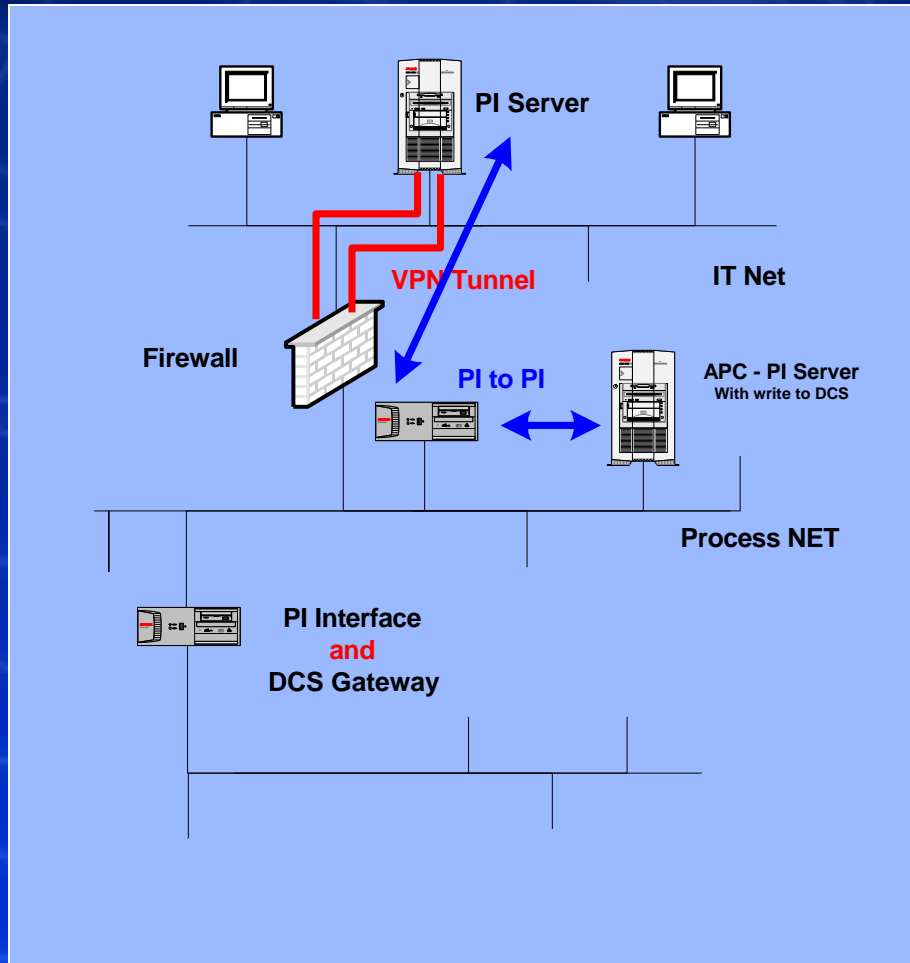 PI Server
VPN Tunnel
IT Net
Firewall
PI to PI
APC - PI Server
With write to DCS
Process NET
PI Interface
and
DCS Gateway